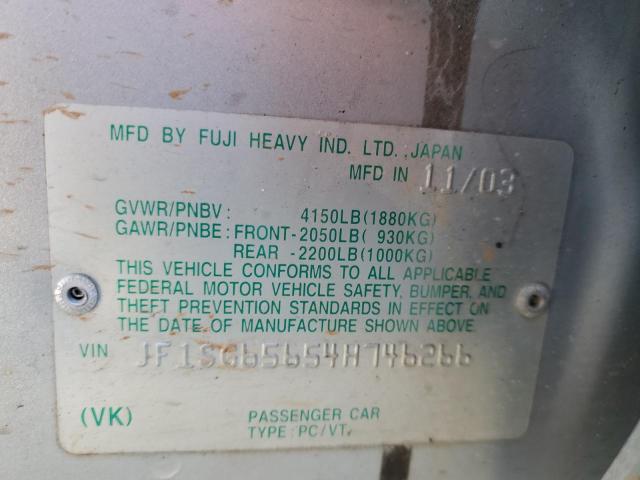 MFD BY FUJI HEAVY IND. LTD. JAPAN
MFD IN 11/03
GVWR/PNBV: 4150LB(1880KG)
GAWR/PNBE: FRONT-2050LB( 930KG)
REAR -2200LB(1000KG)
THIS VEHICLE CONFORMS TO ALL APPLICABLE
FEDERAL MOTOR VEHICLE SAFETY, BUMPER, AND
THEFT PREVENTION STANDARDS IN EFFECT ON
THE DATE OF MANUFACTURE SHOWN ABOVE
VIN JF1SG65654H746266
(VK) PASSENGER CAR
TYPE: PC/VT.